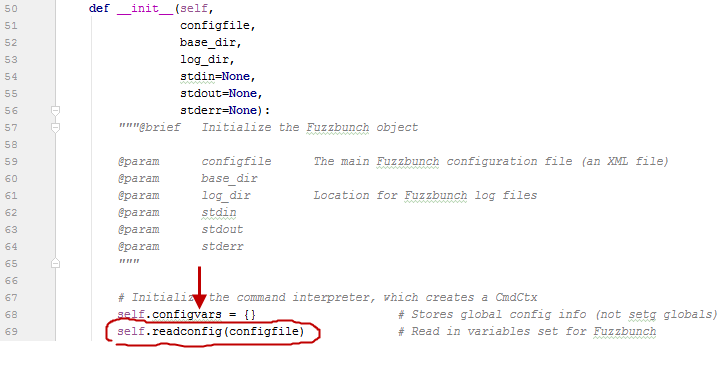 50 def __init__(self,
51 configfile,
52 base_dir,
53 log_dir,
54 stdin=None,
55 stdout=None,
56 stderr=None):
57 """@brief Initialize the Fuzzbunch object
58
59 @param configfile The main Fuzzbunch configuration file (an XML file)
60 @param base_dir
61 @param log_dir Location for Fuzzbunch log files
62 @param stdin
63 @param stdout
64 @param stderr
65 """
66
67 # Initialize the command interpreter, which creates a CmdCtx
68 self.configvars = {} # Stores global config info (not setg globals)
69 self.readconfig(configfile) # Read in variables set for Fuzzbunch